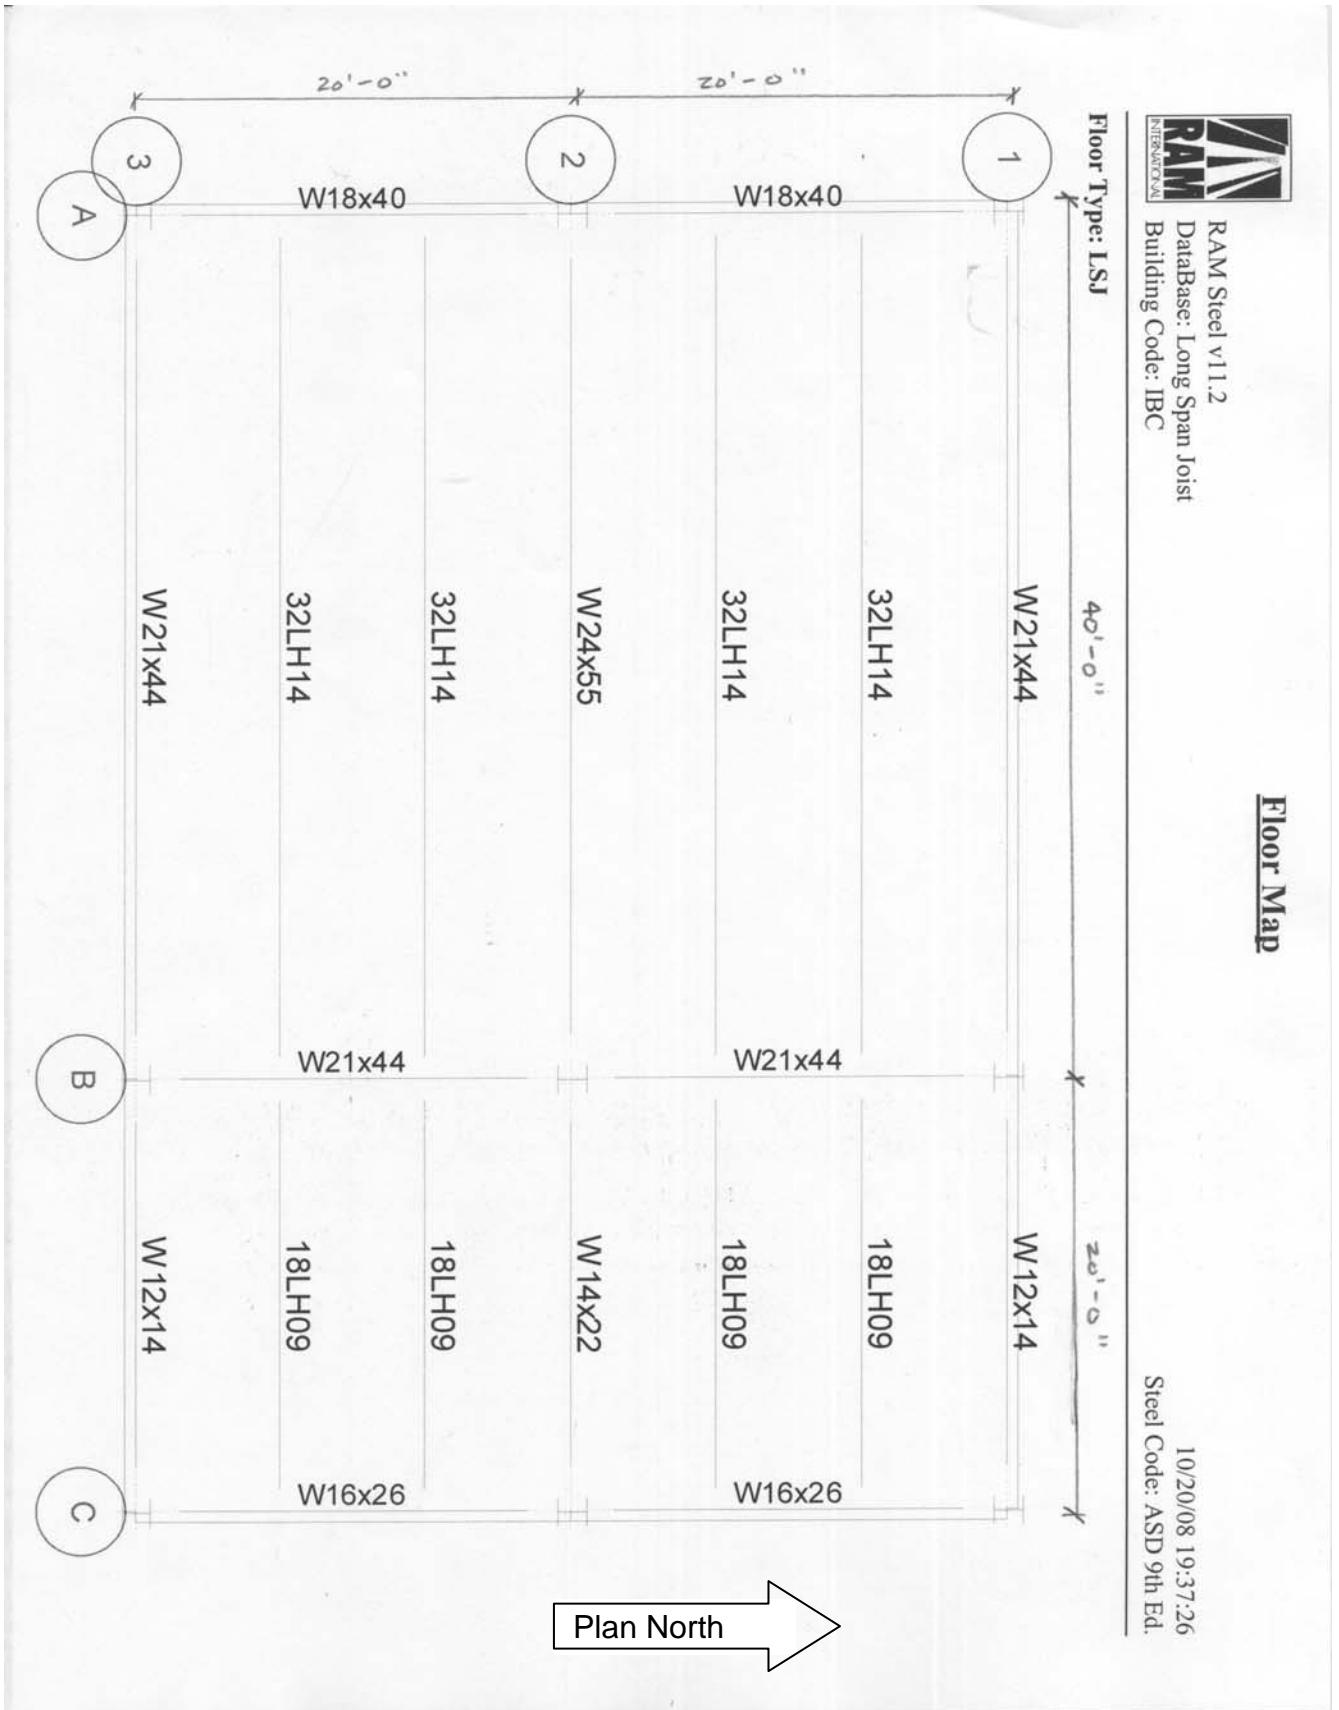 RAM
INTERNATIONAL
RAM Steel v11.2
DataBase: Long Span Joist
Building Code: IBC
Floor Map
10/20/08 19:37:26
Steel Code: ASD 9th Ed.
Floor Type: LSJ
40'-0"
20'-0"
1
W21x44
W12x14
20'-0"
W18x40
32LH14
W21x44
18LH09
W16x26
32LH14
18LH09
2
W24x55
W14x22
20'-0"
W18x40
32LH14
W21x44
18LH09
W16x26
32LH14
18LH09
3
W21x44
W12x14
A
B
C
Plan North